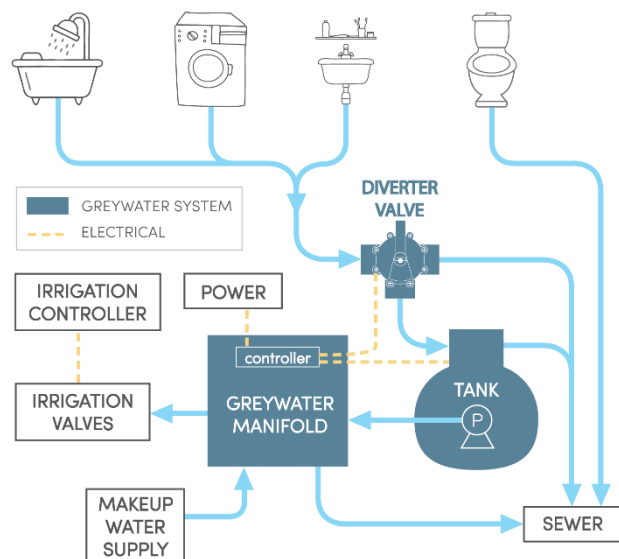 DIVERTER
VALVE
GREYWATER SYSTEM
ELECTRICAL
IRRIGATION
CONTROLLER
POWER
controller
GREYWATER
MANIFOLD
TANK
P
IRRIGATION
VALVES
MAKEUP
WATER
SUPPLY
SEWER